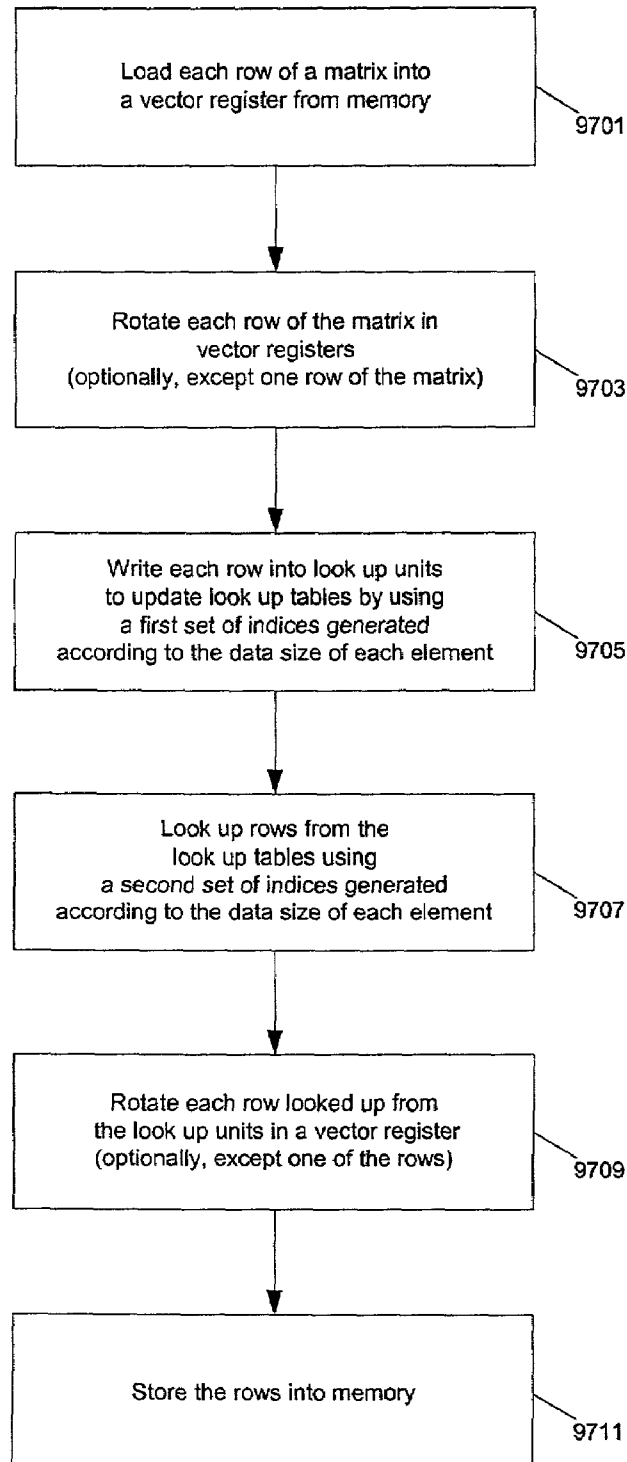 Load each row of a matrix into
a vector register from memory
9701
Rotate each row of the matrix in
vector registers
(optionally, except one row of the matrix)
9703
Write each row into look up units
to update look up tables by using
a first set of indices generated
according to the data size of each element
9705
Look up rows from the
look up tables using
a second set of indices generated
according to the data size of each element
9707
Rotate each row looked up from
the look up units in a vector register
(optionally, except one of the rows)
9709
Store the rows into memory
9711